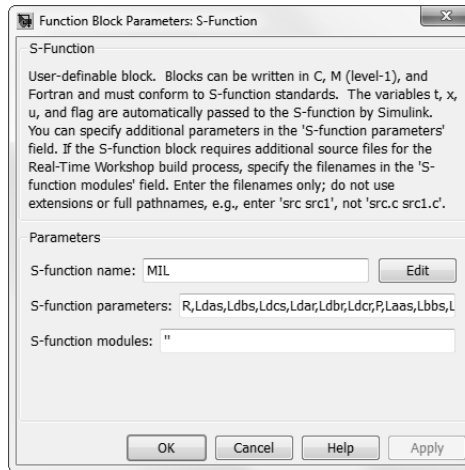 Function Block Parameters: S-Function
S-Function
User-definable block. Blocks can be written in C, M (level-1), and
Fortran and must conform to S-function standards. The variables t, x,
u, and flag are automatically passed to the S-function by Simulink.
You can specify additional parameters in the 'S-function parameters'
field. If the S-function block requires additional source files for the
Real-Time Workshop build process, specify the filenames in the 'S-
function modules' field. Enter the filenames only; do not use
extensions or full pathnames, e.g., enter 'src src1', not 'src.c src1.c'.
Parameters
S-function name: MIL Edit
S-function parameters: R,Ldas,Ldbs,Ldcs,Ldar,Ldbr,Ldcr,P,Laas,Lbbs,L
S-function modules: ''
OK Cancel Help Apply